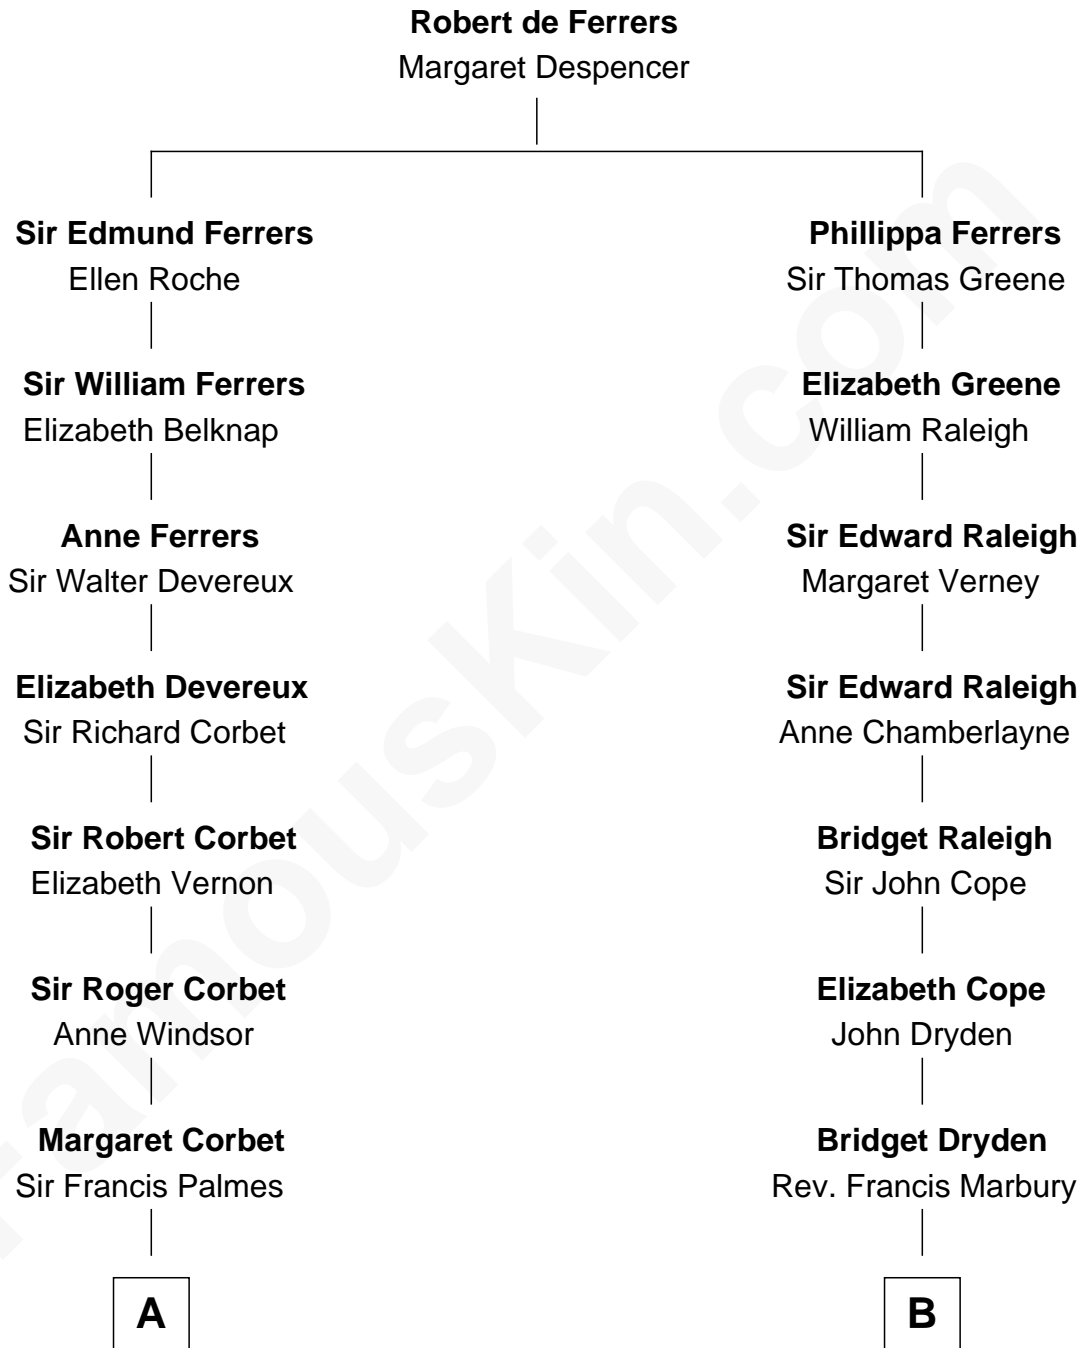 Robert de Ferrers
Margaret Despencer
Sir Edmund Ferrers
Ellen Roche
Phillippa Ferrers
Sir Thomas Greene
Sir William Ferrers
Elizabeth Belknap
Elizabeth Greene
William Raleigh
Anne Ferrers
Sir Walter Devereux
Sir Edward Raleigh
Margaret Verney
Elizabeth Devereux
Sir Richard Corbet
Sir Edward Raleigh
Anne Chamberlayne
Sir Robert Corbet
Elizabeth Vernon
Bridget Raleigh
Sir John Cope
Sir Roger Corbet
Anne Windsor
Elizabeth Cope
John Dryden
Margaret Corbet
Sir Francis Palmes
Bridget Dryden
Rev. Francis Marbury
A
B
FamousKin.com